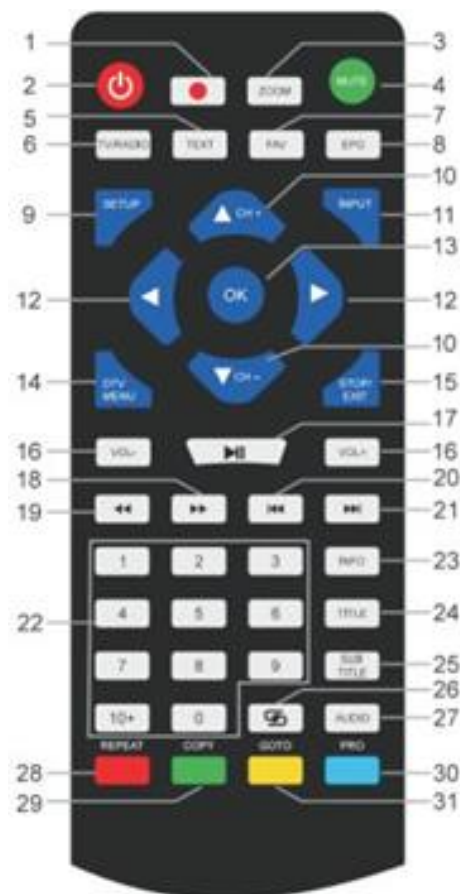 1
3
2
ZOOM
MUTE
4
5
7
6
TV/RADIO
TEXT
FAV
EPG
8
10
9
SETUP
CH +
INPUT
11
13
12
OK
12
10
14
DTV
MENU
CH -
STOP/
EXIT
15
17
16
VOL-
VOL+
16
18
20
19
21
1
2
3
INFO
23
22
4
5
6
TITLE
24
7
8
9
SUB
TITLE
25
26
10+
0
AUDIO
27
REPEAT
COPY
GOTO
PRO
28
30
29
31